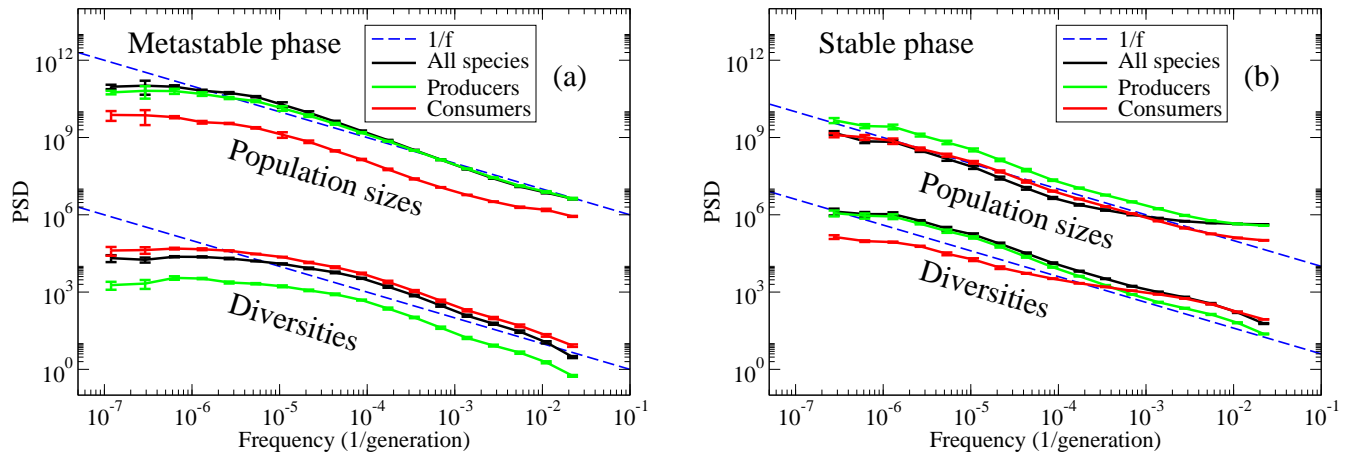 Metastable phase
1/f
All species
Producers
Consumers
(a)
Population sizes
Diversities
PSD
10^12
10^9
10^6
10^3
10^0
10^-7
10^-6
10^-5
10^-4
10^-3
10^-2
10^-1
Frequency (1/generation)
Stable phase
1/f
All species
Producers
Consumers
(b)
Population sizes
Diversities
PSD
10^12
10^9
10^6
10^3
10^0
10^-7
10^-6
10^-5
10^-4
10^-3
10^-2
10^-1
Frequency (1/generation)